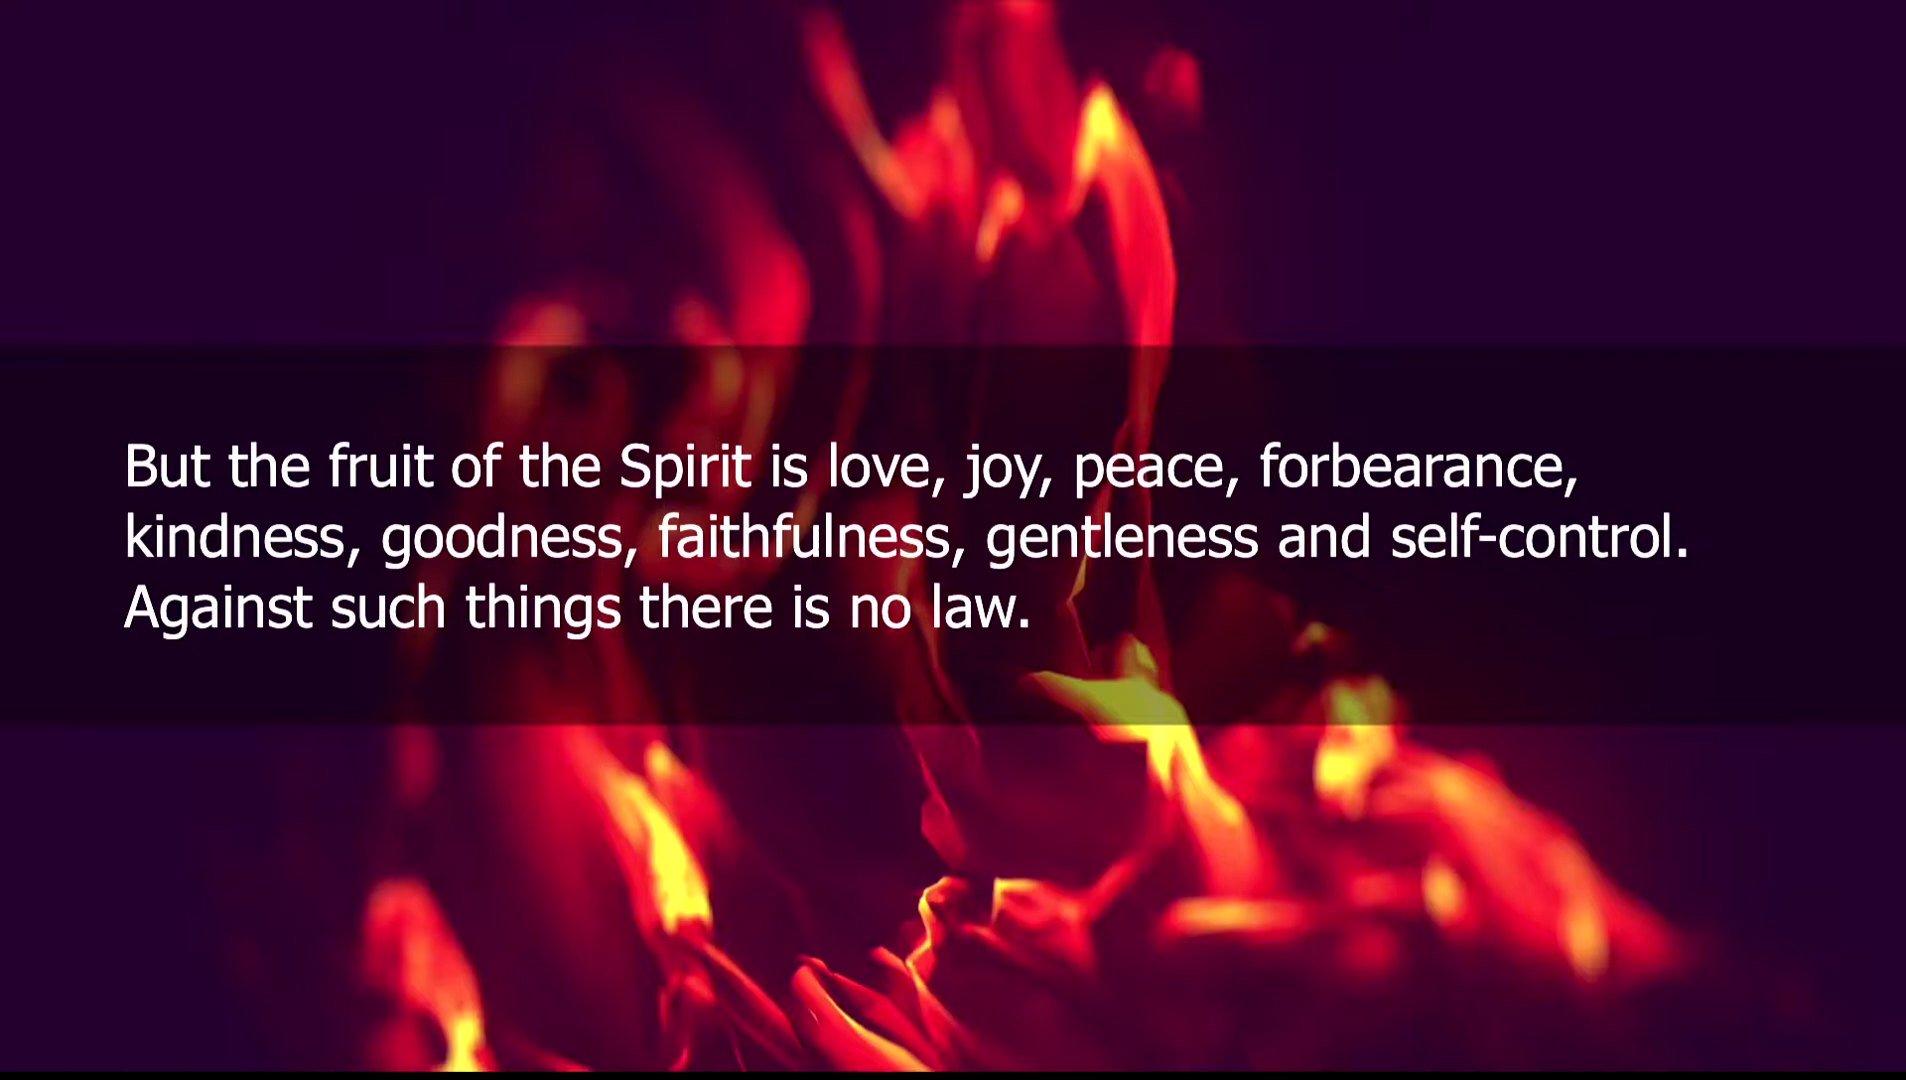 But the fruit of the Spirit is love, joy, peace, forbearance,
kindness, goodness, faithfulness, gentleness and self-control.
Against such things there is no law.